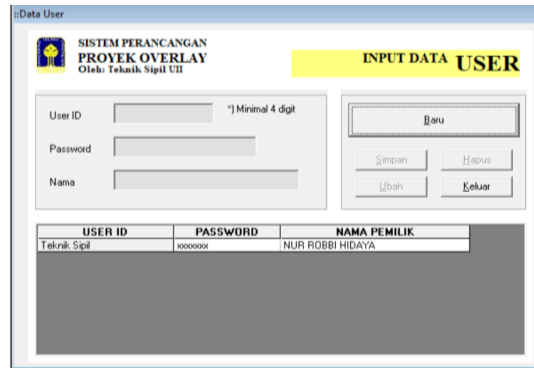 ::Data User
SISTEM PERANCANGAN
PROYEK OVERLAY
Oleh: Teknik Sipil UII
INPUT DATA USER
User ID *) Minimal 4 digit
Password
Nama
Baru
Simpan Hapus
Ubah Keluar
USER ID PASSWORD NAMA PEMILIK
Teknik Sipil xxxxxxx NUR ROBBI HIDAYA